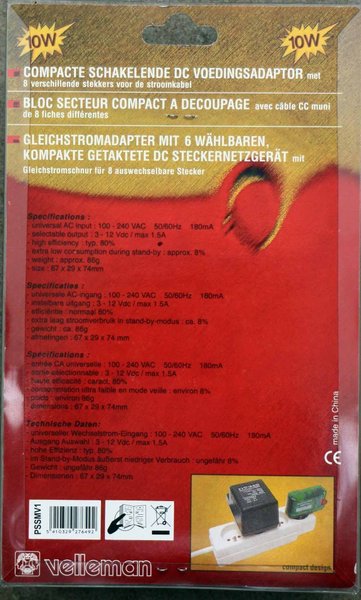 10W
10W
COMPACTE SCHAKELENDE DC VOEDINGSADAPTOR met
8 verschillende stekkers voor de stroomkabel
BLOC SECTEUR COMPACT A DECOUPAGE avec câble CC muni
de 8 fiches différentes
GLEICHSTROMADAPTER MIT 6 WÄHLBAREN,
KOMPAKTE GETAKTETE DC STECKERNETZGERÄT mit
Gleichstromschnur für 8 auswechselbare Stecker
Specifications :
- universal AC input : 100 - 240 VAC 50/60Hz 180mA
- selectable output : 3 - 12 Vdc / max 1.5A
- high efficiency : typ. 80%
- extra low consumption during stand-by : approx. 8%
- weight : approx. 86g
- size : 67 x 29 x 74mm
Specificaties :
- universele AC-ingang : 100 - 240 VAC 50/60Hz 180mA
- instelbare uitgang : 3 - 12 Vdc / max 1.5A
- efficiëntie : normaal 80%
- extra laag stroomverbruik in stand-by-modus : ca. 8%
- gewicht : ca. 86g
- afmetingen : 67 x 29 x 74 mm
Spécifications :
- entrée CA universelle : 100 - 240 VAC 50/60Hz 180mA
- sortie sélectionnable : 3 - 12 Vdc / max 1.5A
- haute efficacité : caract. 80%
- consommation ultra faible en mode veille : environ 8%
- poids : environ 86g
- dimensions : 67 x 29 x 74mm
Technische Daten:
- universeller Wechselstrom-Eingang : 100 - 240 VAC 50/60Hz 180mA
- Ausgang Auswahl : 3 - 12 Vdc / max 1.5A
- hohe Effizienz : typ. 80%
- im Stand-by-Modus äußerst niedriger Verbrauch : ungefähr 8%
- Gewicht : ungefähr 86g
- Dimensionen : 67 x 29 x 74mm
made in China
CE
PSSMV1
5 410329 276492
velleman
compact design